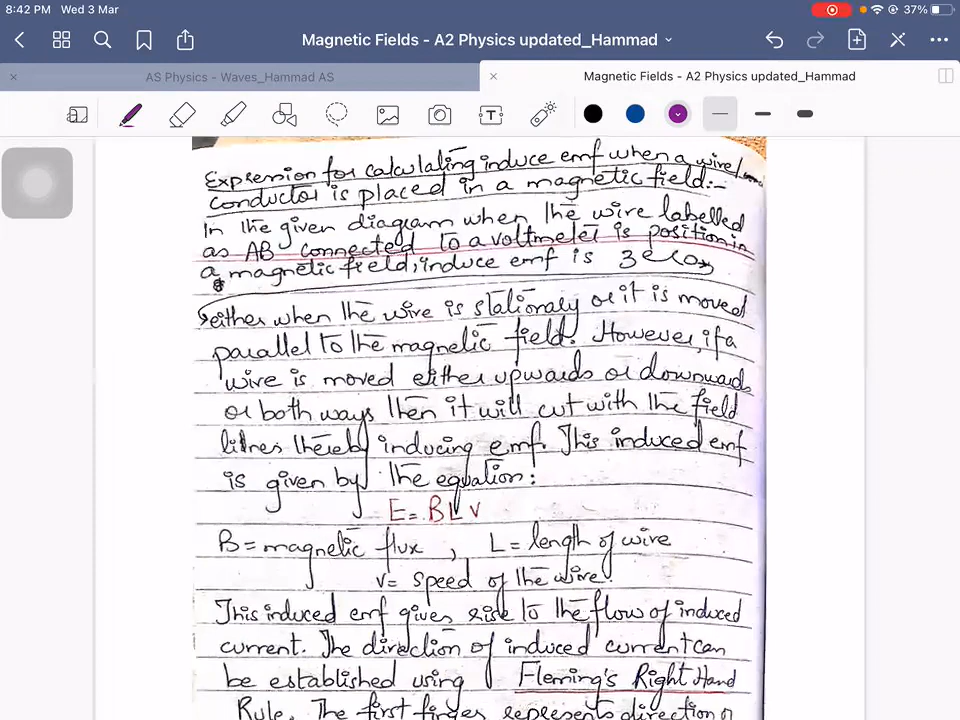 8:42 PM Wed 3 Mar
37%
Magnetic Fields - A2 Physics updated_Hammad
AS Physics - Waves_Hammad AS
Magnetic Fields - A2 Physics updated_Hammad
T
Expression for calculating induce emf when a wire/
conductor is placed in a magnetic field:-
In the given diagram when the wire labelled
as AB connected to a voltmeter is position in
a magnetic field, induce emf is zero
either when the wire is stationary or it is moved
parallel to the magnetic field. However, if a
wire is moved either upwards or downwards
or both ways then it will cut with the field
litnes thereby inducing emf. This induced emf
is given by the equation:
E = BLv
B = magnetic flux , L = length of wire
v = speed of the wire.
This induced emf gives rise to the flow of induced
current. The direction of induced current can
be established using Fleming's Right Hand
Rule. The first finger represents direction